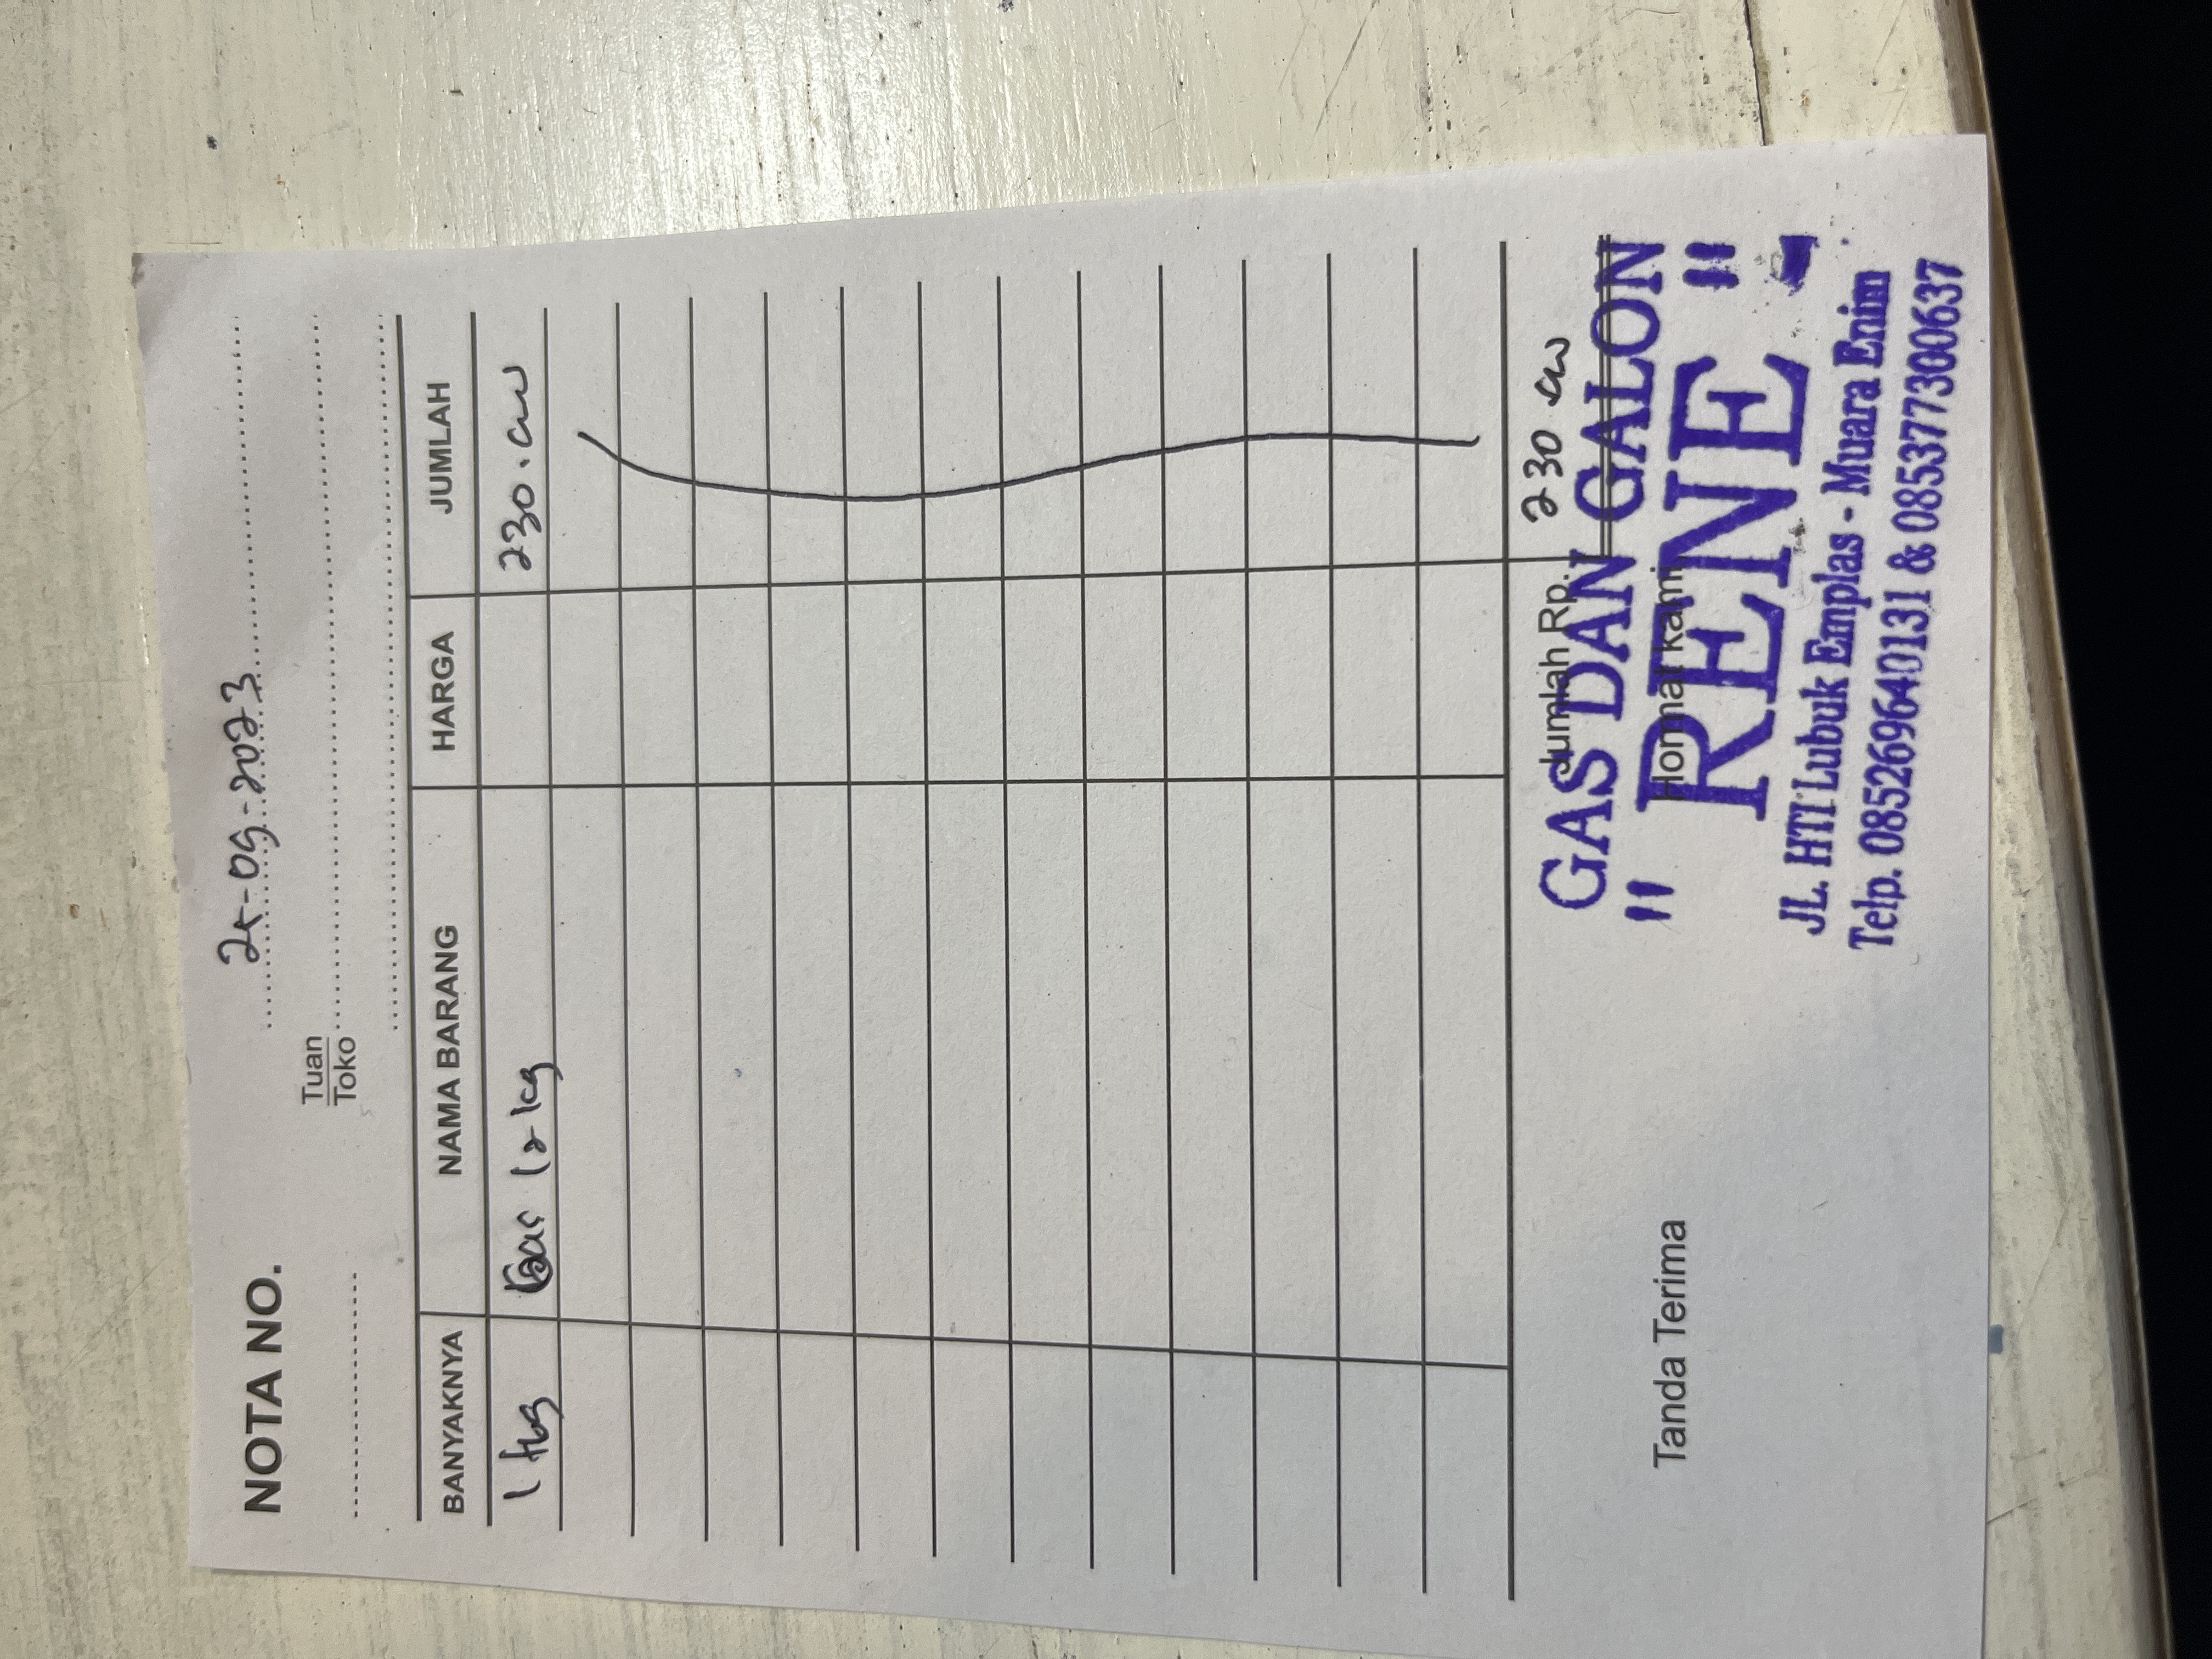 NOTA NO.
25-09-2023
Tuan
Toko
BANYAKNYA NAMA BARANG HARGA JUMLAH
1 tbg Gas 12 kg 230.000
Jumlah Rp. 230.000
Tanda Terima Hormat kami
GAS DAN GALON
" RENE "
JL. HTI Lubuk Emplas - Muara Enim
Telp. 085269640131 & 085377300637